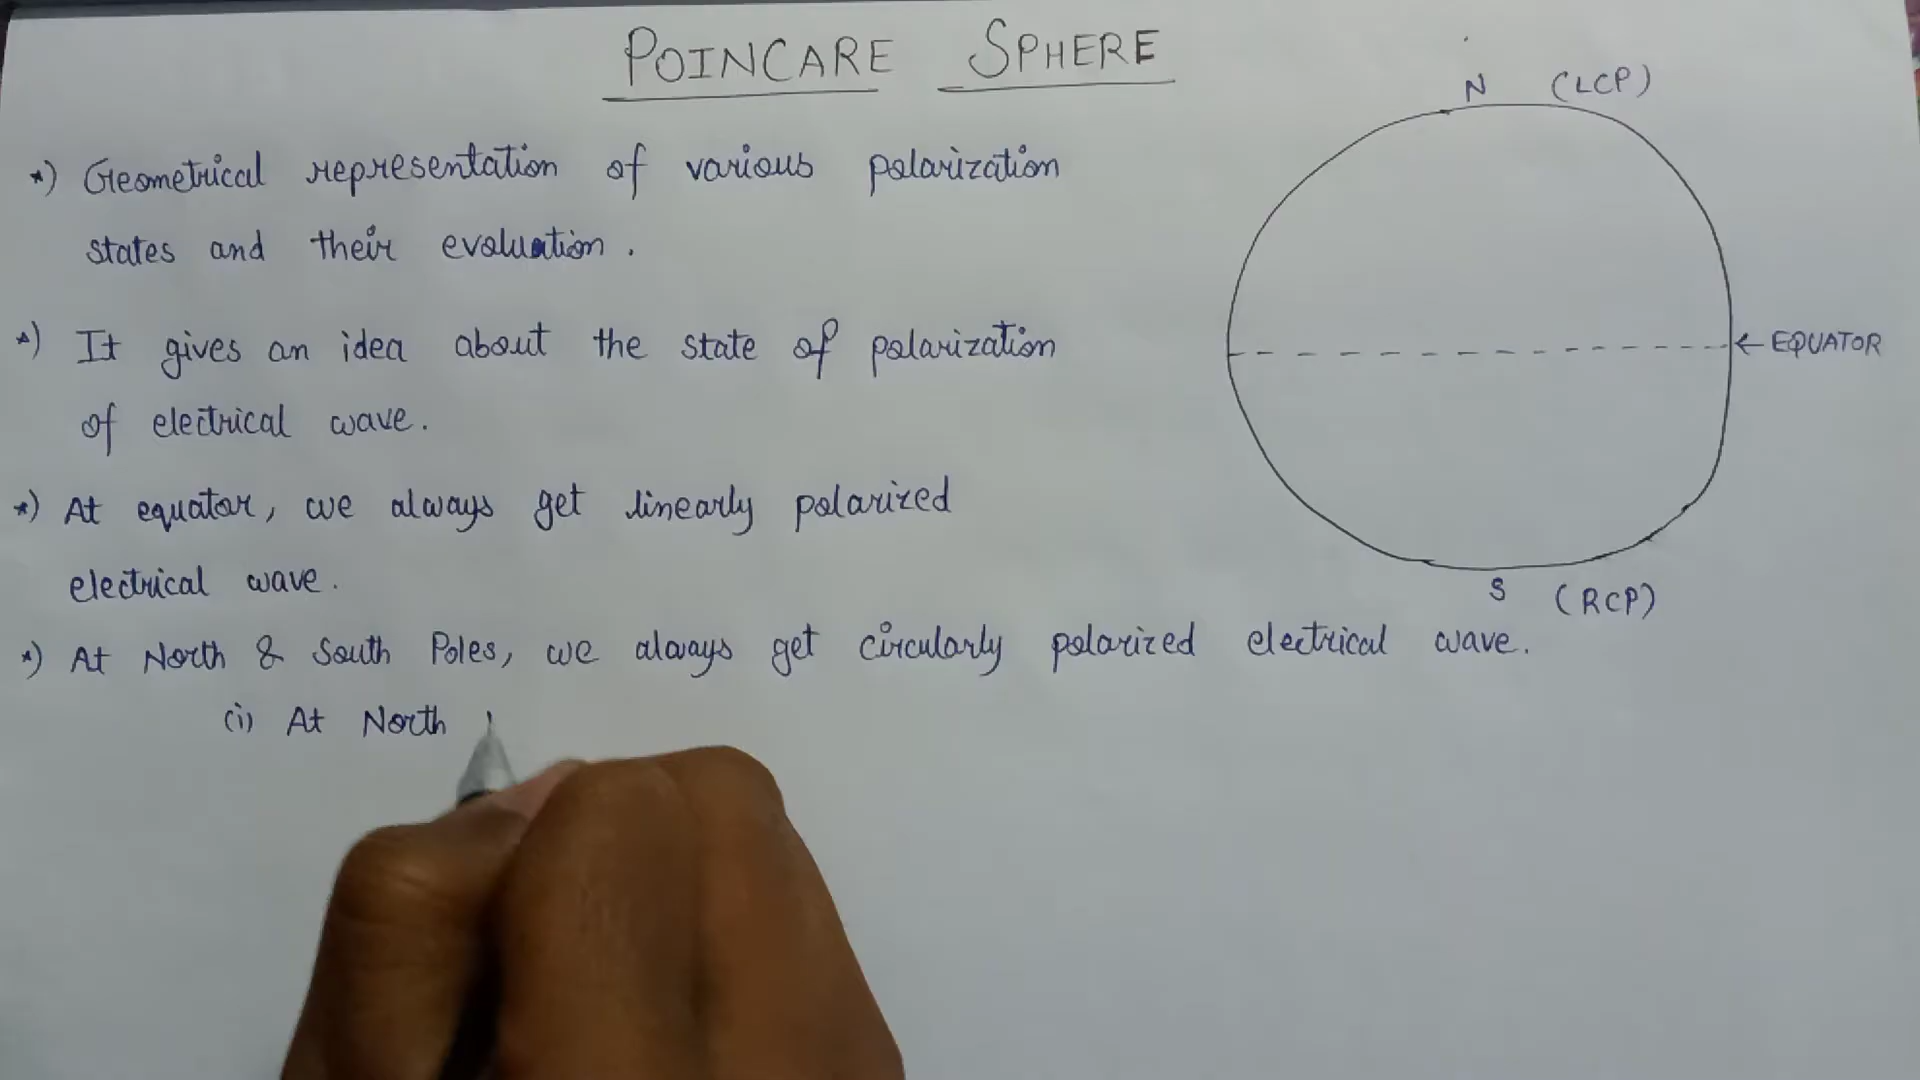 POINCARE SPHERE
N (LCP)
*) Geometrical representation of various polarization
states and their evaluation.
*) It gives an idea about the state of polarization
of electrical wave.
← EQUATOR
*) At equator, we always get linearly polarized
electrical wave.
S (RCP)
*) At North & South Poles, we always get circularly polarized electrical wave.
(i) At North